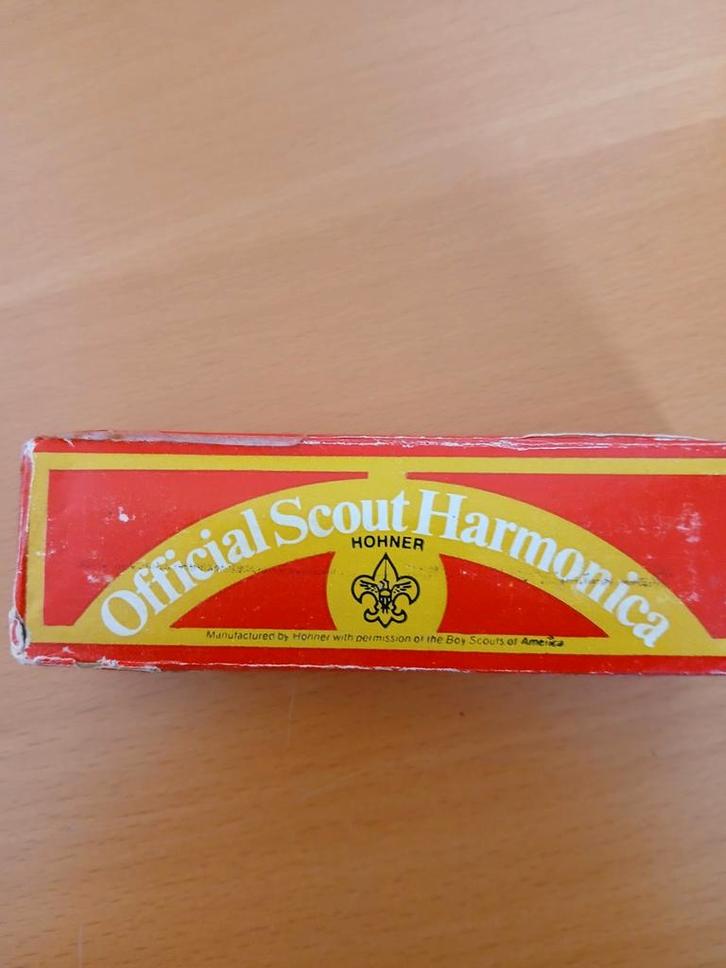 Official Scout Harmonica
HOHNER
Manufactured by Hohner with permission of the Boy Scouts of America